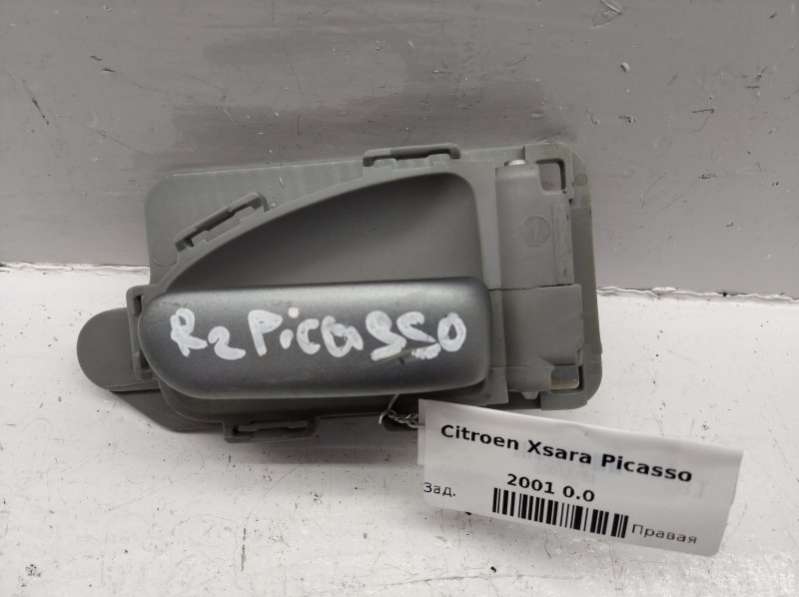 R2 Picasso
Citroen Xsara Picasso
2001 0.0
Зад.
Правая